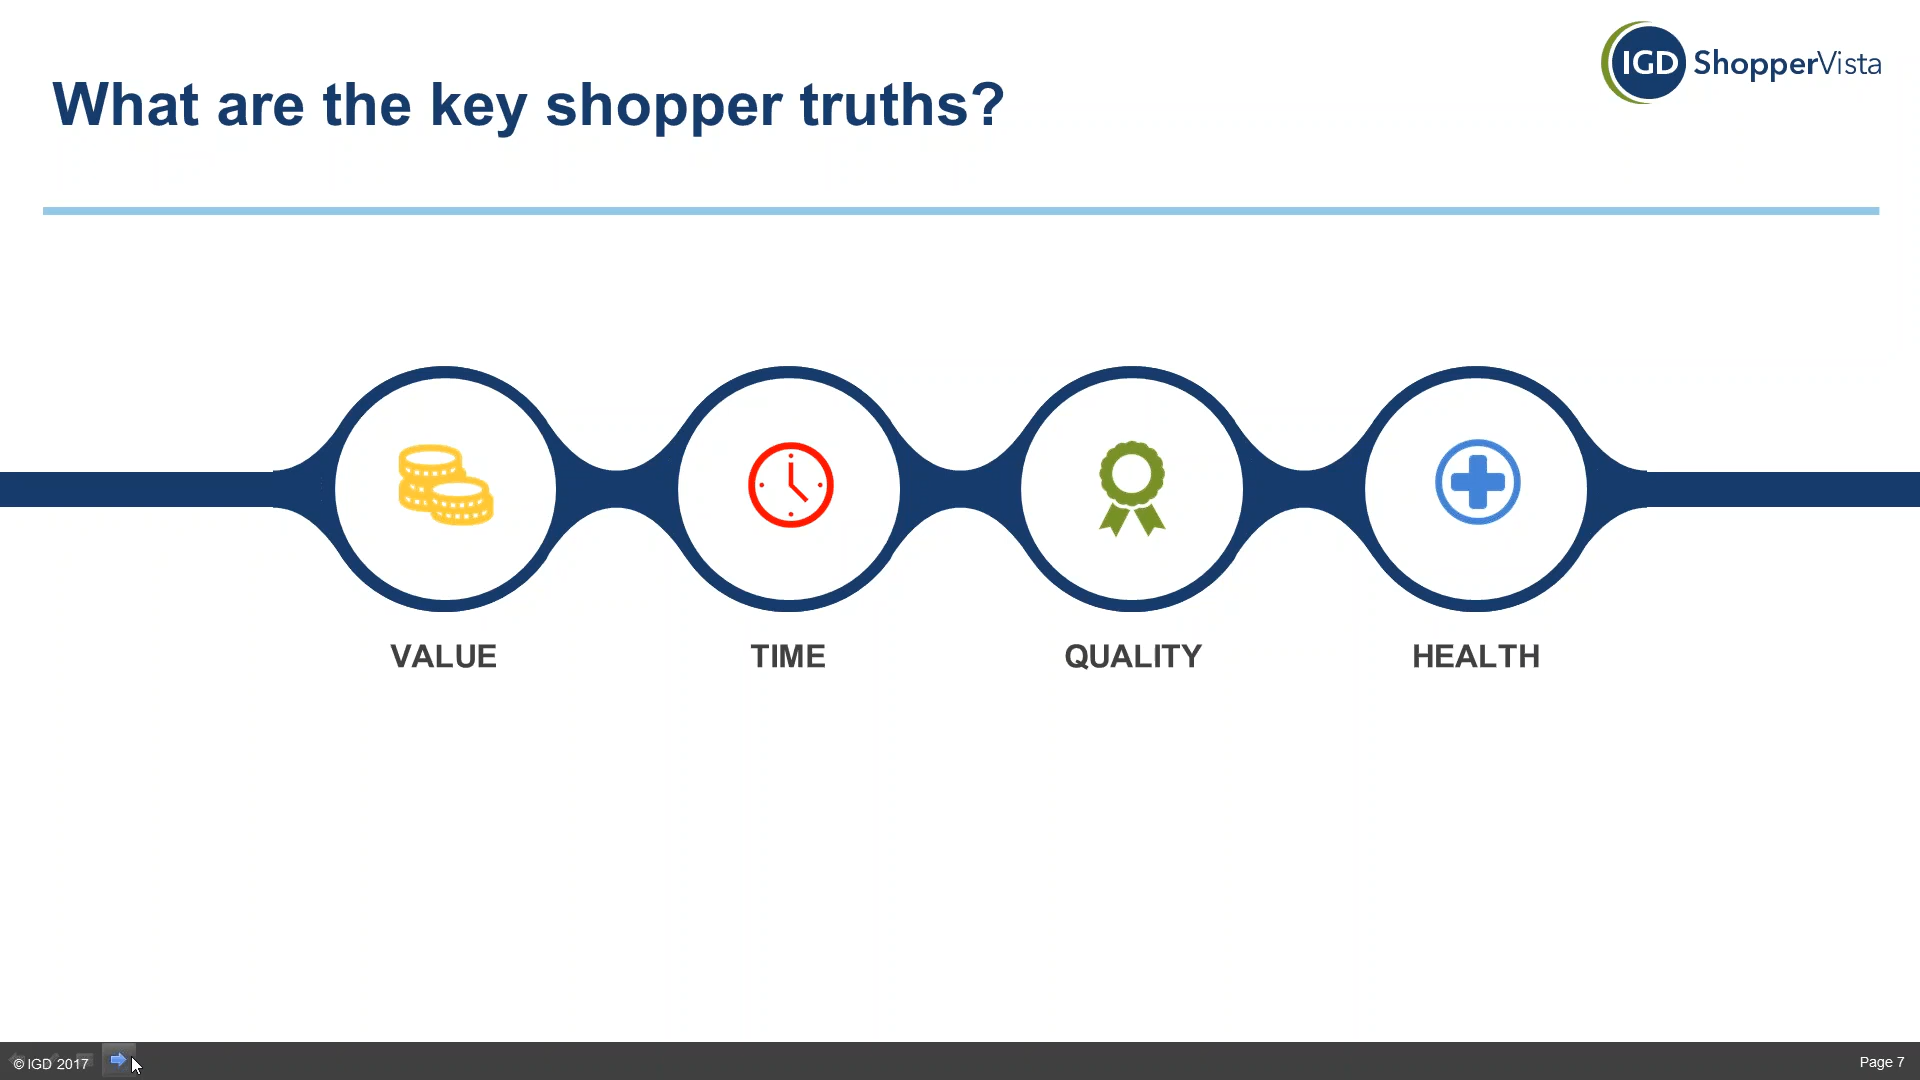 IGD ShopperVista
What are the key shopper truths?
VALUE
TIME
QUALITY
HEALTH
© IGD 2017
Page 7